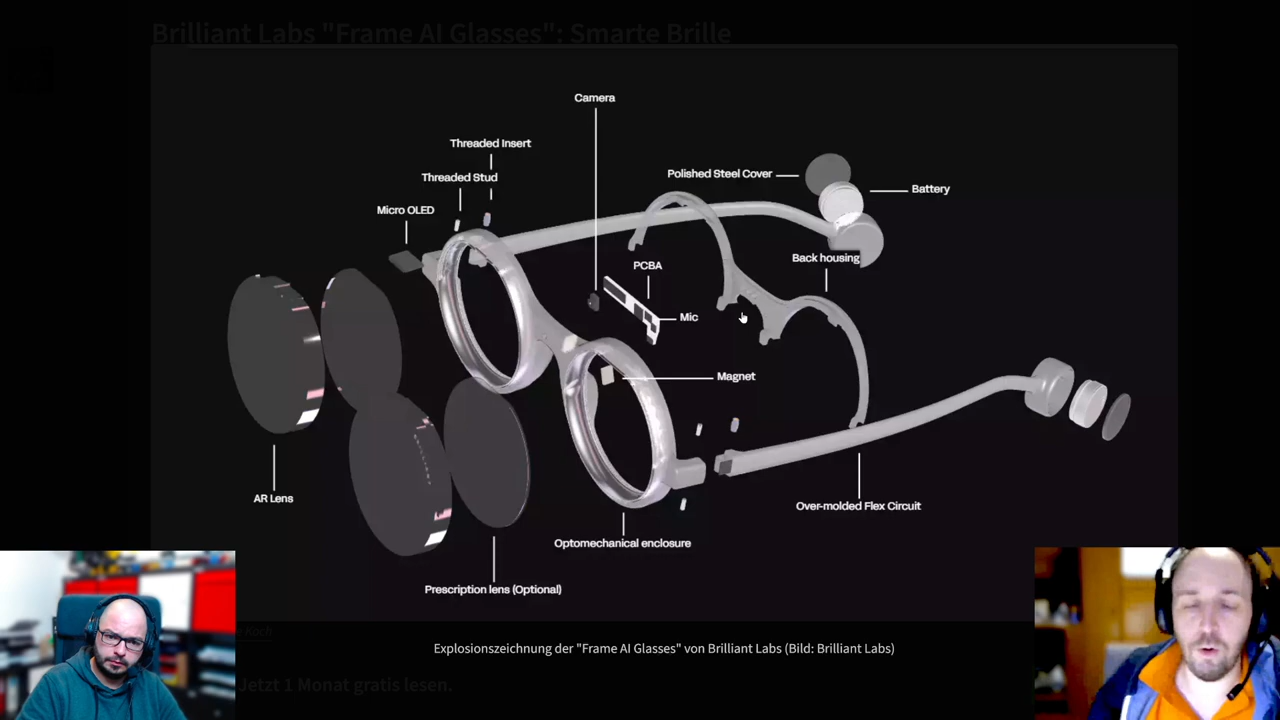 Brilliant Labs "Frame AI Glasses": Smarte Brille
Camera
Threaded Insert
Threaded Stud
Polished Steel Cover
Battery
Micro OLED
Back housing
PCBA
Mic
Magnet
AR Lens
Over-molded Flex Circuit
Optomechanical enclosure
Prescription lens (Optional)
Koch
Explosionszeichnung der "Frame AI Glasses" von Brilliant Labs (Bild: Brilliant Labs)
Jetzt 1 Monat gratis lesen.